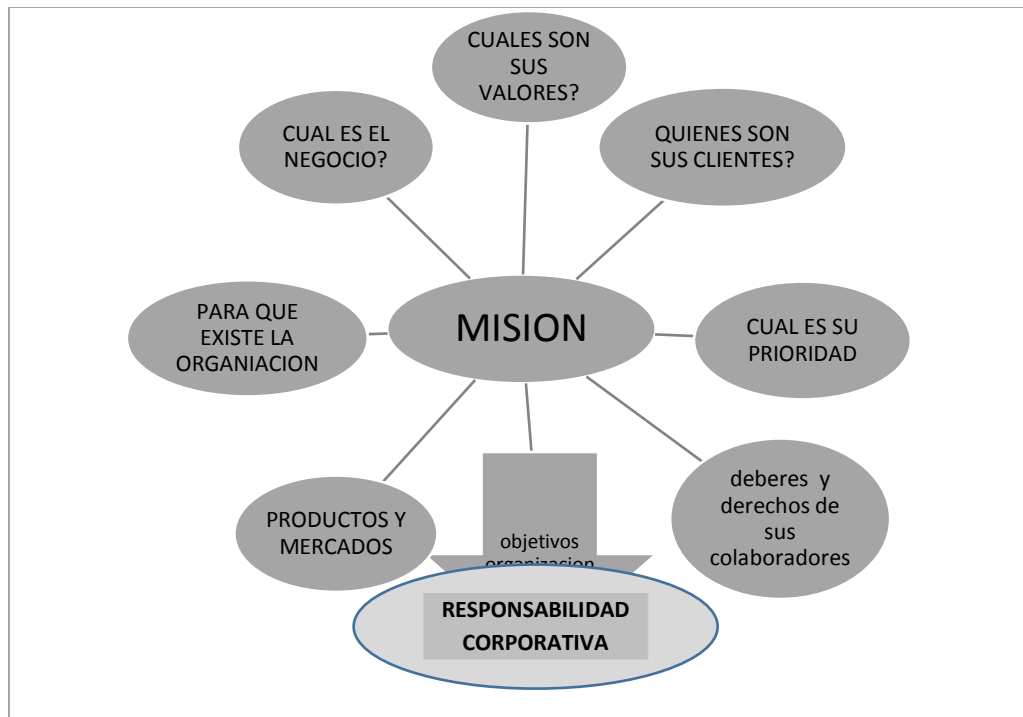 CUALES SON
SUS
VALORES?
CUAL ES EL
NEGOCIO?
QUIENES SON
SUS CLIENTES?
PARA QUE
EXISTE LA
ORGANIACION
MISION
CUAL ES SU
PRIORIDAD
PRODUCTOS Y
MERCADOS
objetivos
organizacion
deberes y
derechos de
sus
colaboradores
RESPONSABILIDAD
CORPORATIVA